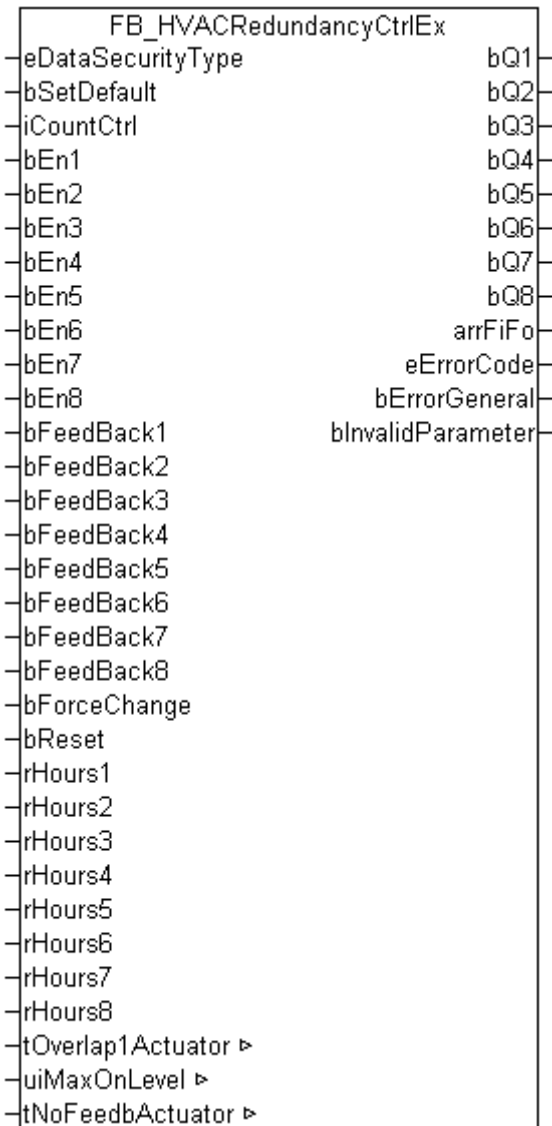 FB_HVACRedundancyCtrlEx
eDataSecurityType bQ1
bSetDefault bQ2
iCountCtrl bQ3
bEn1 bQ4
bEn2 bQ5
bEn3 bQ6
bEn4 bQ7
bEn5 bQ8
bEn6 arrFiFo
bEn7 eErrorCode
bEn8 bErrorGeneral
bFeedBack1 bInvalidParameter
bFeedBack2
bFeedBack3
bFeedBack4
bFeedBack5
bFeedBack6
bFeedBack7
bFeedBack8
bForceChange
bReset
rHours1
rHours2
rHours3
rHours4
rHours5
rHours6
rHours7
rHours8
tOverlap1Actuator ▹
uiMaxOnLevel ▹
tNoFeedbActuator ▹